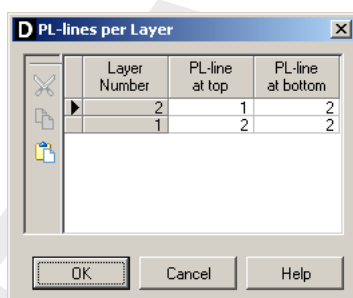 D PL-lines per Layer
Layer Number PL-line at top PL-line at bottom
2 1 2
1 2 2
OK Cancel Help